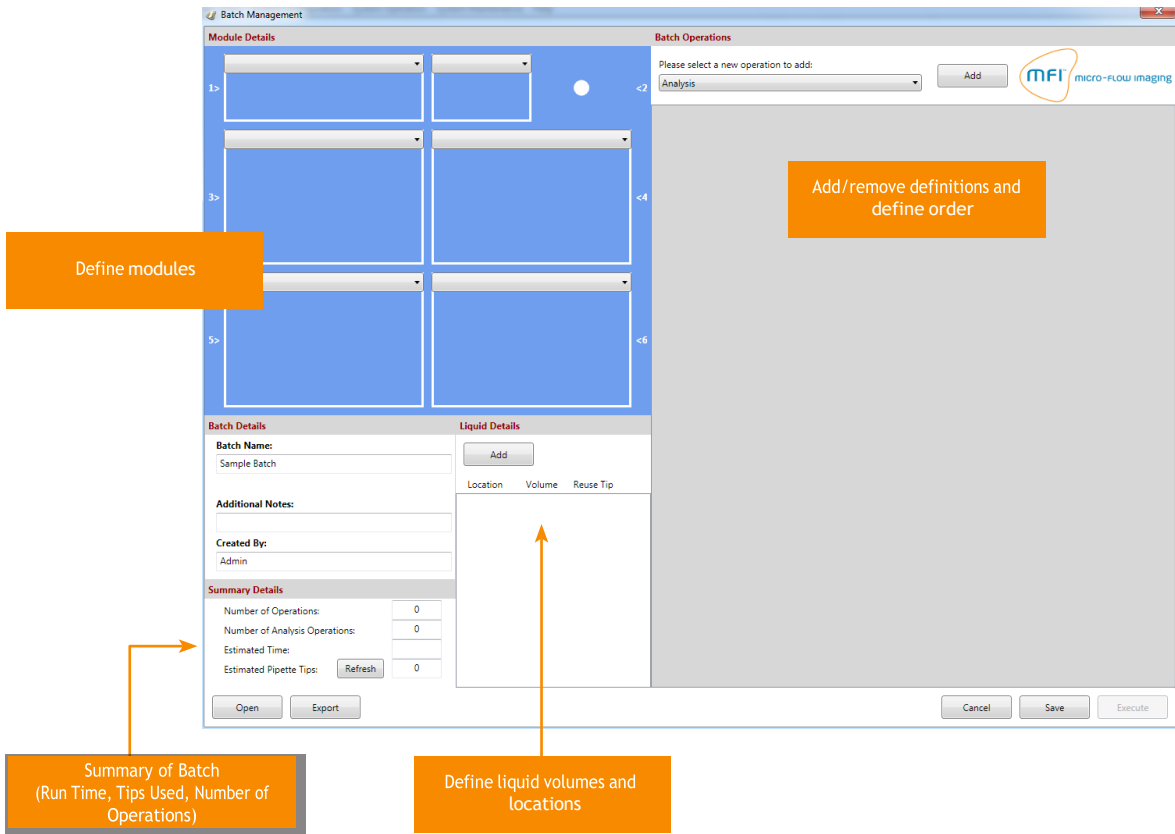 Batch Management
X
Module Details
1>
<2
3>
<4
5>
<6
Define modules
Batch Details
Batch Name:
Sample Batch
Additional Notes:
Created By:
Admin
Summary Details
Number of Operations: 0
Number of Analysis Operations: 0
Estimated Time:
Estimated Pipette Tips: Refresh 0
Liquid Details
Add
Location Volume Reuse Tip
Batch Operations
Please select a new operation to add:
Analysis
Add
MFI™ MICRO-FLOW IMAGING
Add/remove definitions and
define order
Open Export Cancel Save Execute
Summary of Batch
(Run Time, Tips Used, Number of
Operations)
Define liquid volumes and
locations